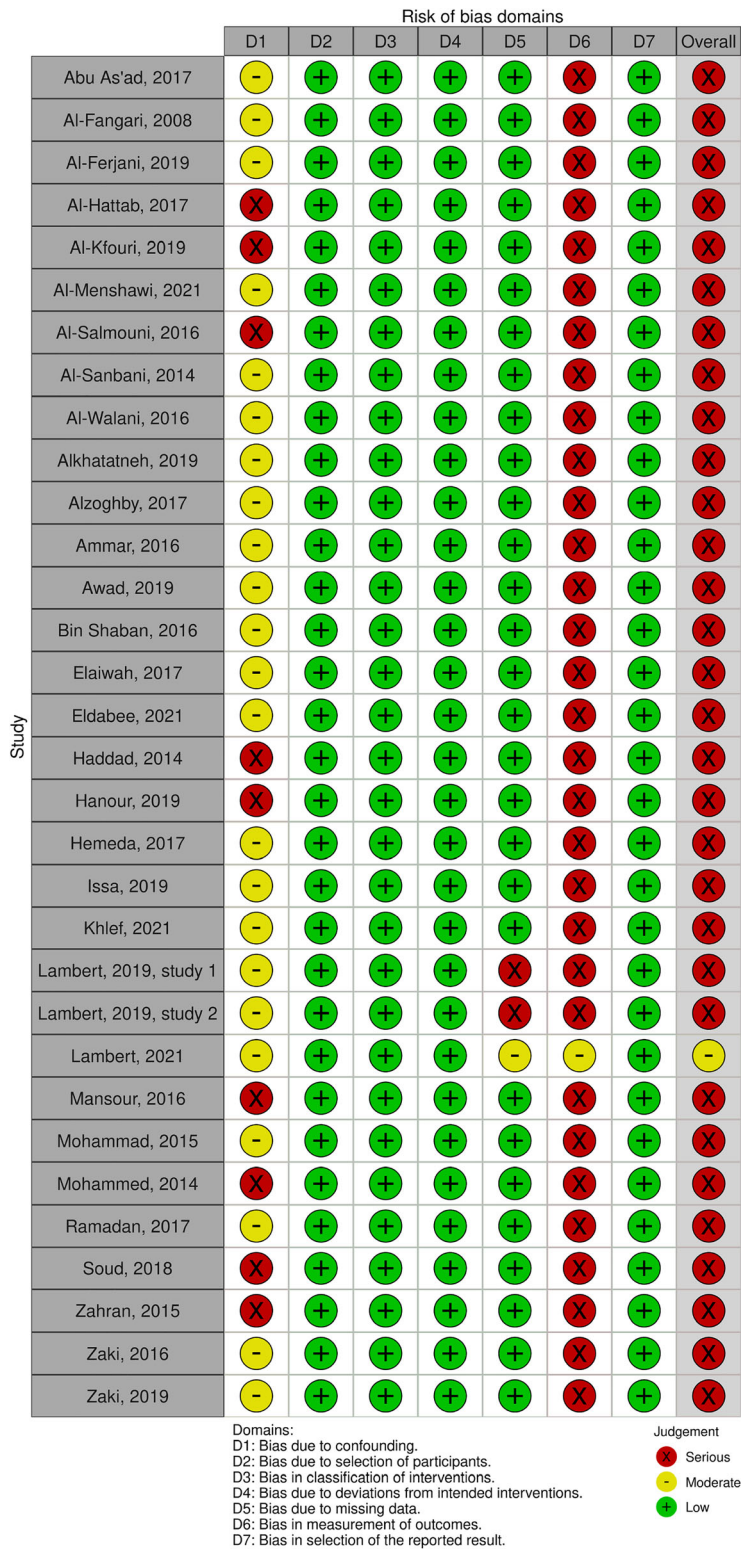 Risk of bias domains
D1 D2 D3 D4 D5 D6 D7 Overall
Abu As'ad, 2017 - + + + + X + X
Al-Fangari, 2008 - + + + + X + X
Al-Ferjani, 2019 - + + + + X + X
Al-Hattab, 2017 X + + + + X + X
Al-Kfouri, 2019 X + + + + X + X
Al-Menshawi, 2021 - + + + + X + X
Al-Salmouni, 2016 X + + + + X + X
Al-Sanbani, 2014 - + + + + X + X
Al-Walani, 2016 - + + + + X + X
Alkhatatneh, 2019 - + + + + X + X
Alzoghby, 2017 - + + + + X + X
Ammar, 2016 - + + + + X + X
Awad, 2019 - + + + + X + X
Bin Shaban, 2016 - + + + + X + X
Elaiwah, 2017 - + + + + X + X
Eldabee, 2021 - + + + + X + X
Study
Haddad, 2014 X + + + + X + X
Hanour, 2019 X + + + + X + X
Hemeda, 2017 - + + + + X + X
Issa, 2019 - + + + + X + X
Khlef, 2021 - + + + + X + X
Lambert, 2019, study 1 - + + + X X + X
Lambert, 2019, study 2 - + + + X X + X
Lambert, 2021 - + + + - - + -
Mansour, 2016 X + + + + X + X
Mohammad, 2015 - + + + + X + X
Mohammed, 2014 X + + + + X + X
Ramadan, 2017 - + + + + X + X
Soud, 2018 X + + + + X + X
Zahran, 2015 X + + + + X + X
Zaki, 2016 - + + + + X + X
Zaki, 2019 - + + + + X + X
Domains:
D1: Bias due to confounding.
D2: Bias due to selection of participants.
D3: Bias in classification of interventions.
D4: Bias due to deviations from intended interventions.
D5: Bias due to missing data.
D6: Bias in measurement of outcomes.
D7: Bias in selection of the reported result.
Judgement
X Serious
- Moderate
+ Low